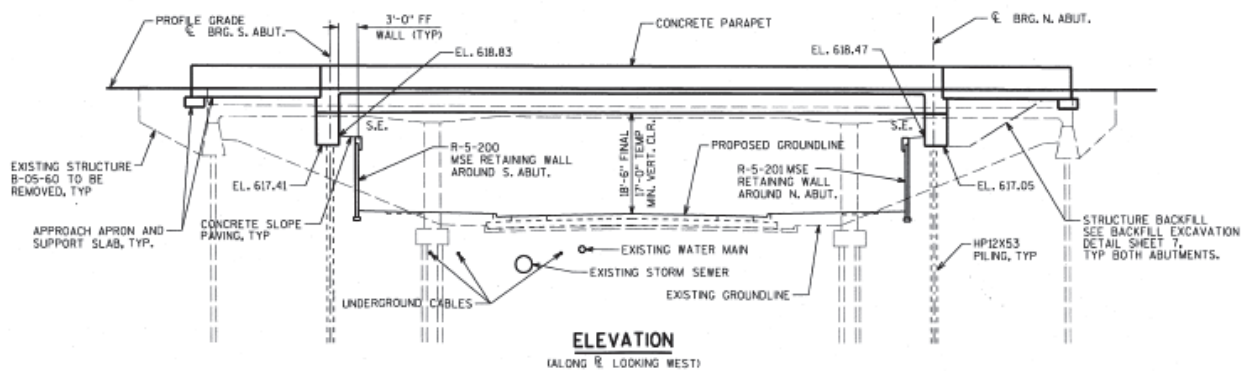 PROFILE GRADE
℄ BRG. S. ABUT.
3'-0" FF
WALL (TYP)
EL. 618.83
CONCRETE PARAPET
EL. 618.47
℄ BRG. N. ABUT.
S.E.
S.E.
EXISTING STRUCTURE
B-05-60 TO BE
REMOVED, TYP
EL. 617.41
R-5-200
MSE RETAINING WALL
AROUND S. ABUT.
18'-6" FINAL
17'-0" TEMP
MIN. VERT. CLR.
PROPOSED GROUNDLINE
R-5-201 MSE
RETAINING WALL
AROUND N. ABUT.
EL. 617.05
APPROACH APRON AND
SUPPORT SLAB, TYP.
CONCRETE SLOPE
PAVING, TYP
STRUCTURE BACKFILL
SEE BACKFILL EXCAVATION
DETAIL SHEET 7,
TYP BOTH ABUTMENTS.
HP12X53
PILING, TYP
EXISTING WATER MAIN
EXISTING STORM SEWER
UNDERGROUND CABLES
EXISTING GROUNDLINE
ELEVATION
(ALONG ℞ LOOKING WEST)